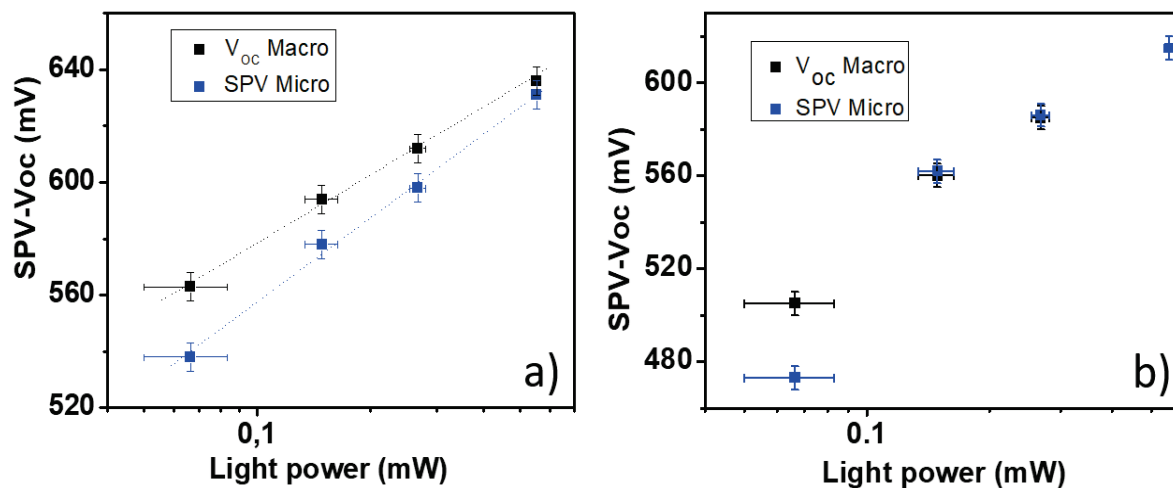 V_oc Macro
SPV Micro
SPV-Voc (mV)
640
600
560
520
0,1
Light power (mW)
a)
V_oc Macro
SPV Micro
SPV-Voc (mV)
600
560
520
480
0.1
Light power (mW)
b)